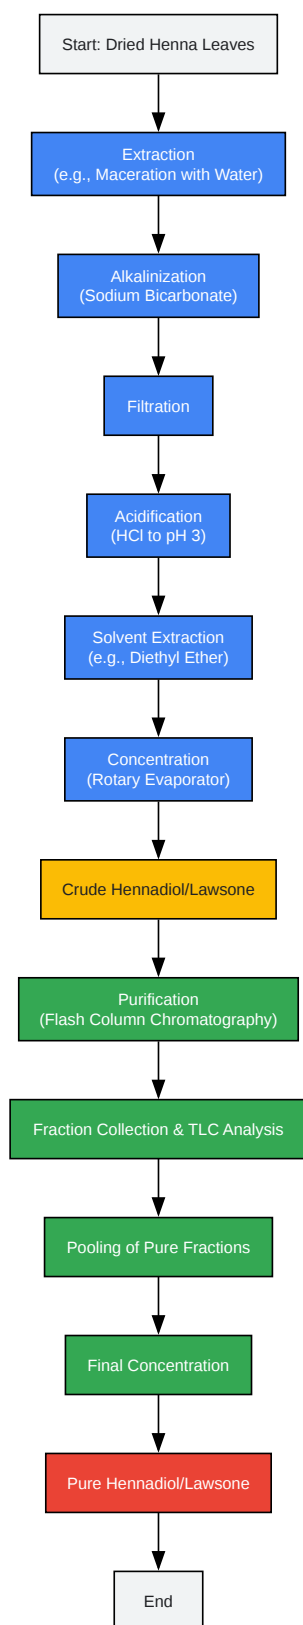 Start: Dried Henna Leaves
Extraction
(e.g., Maceration with Water)
Alkalinization
(Sodium Bicarbonate)
Filtration
Acidification
(HCl to pH 3)
Solvent Extraction
(e.g., Diethyl Ether)
Concentration
(Rotary Evaporator)
Crude Hennadiol/Lawsone
Purification
(Flash Column Chromatography)
Fraction Collection & TLC Analysis
Pooling of Pure Fractions
Final Concentration
Pure Hennadiol/Lawsone
End